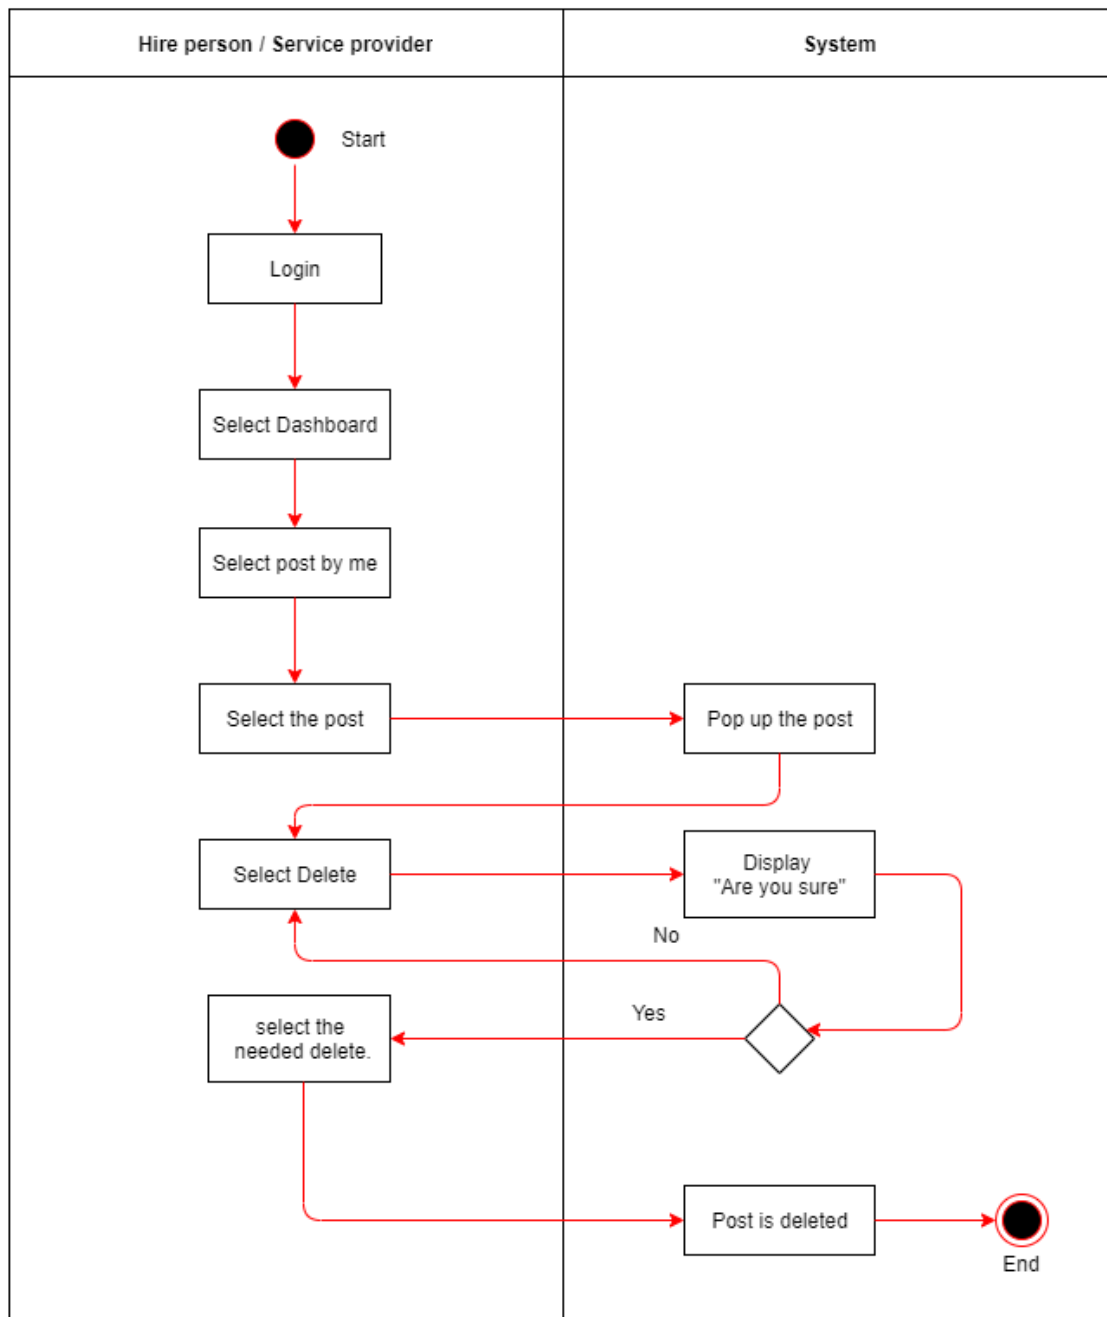 Hire person / Service provider
System
Start
Login
Select Dashboard
Select post by me
Select the post
Pop up the post
Select Delete
Display
"Are you sure"
No
Yes
select the
needed delete.
Post is deleted
End